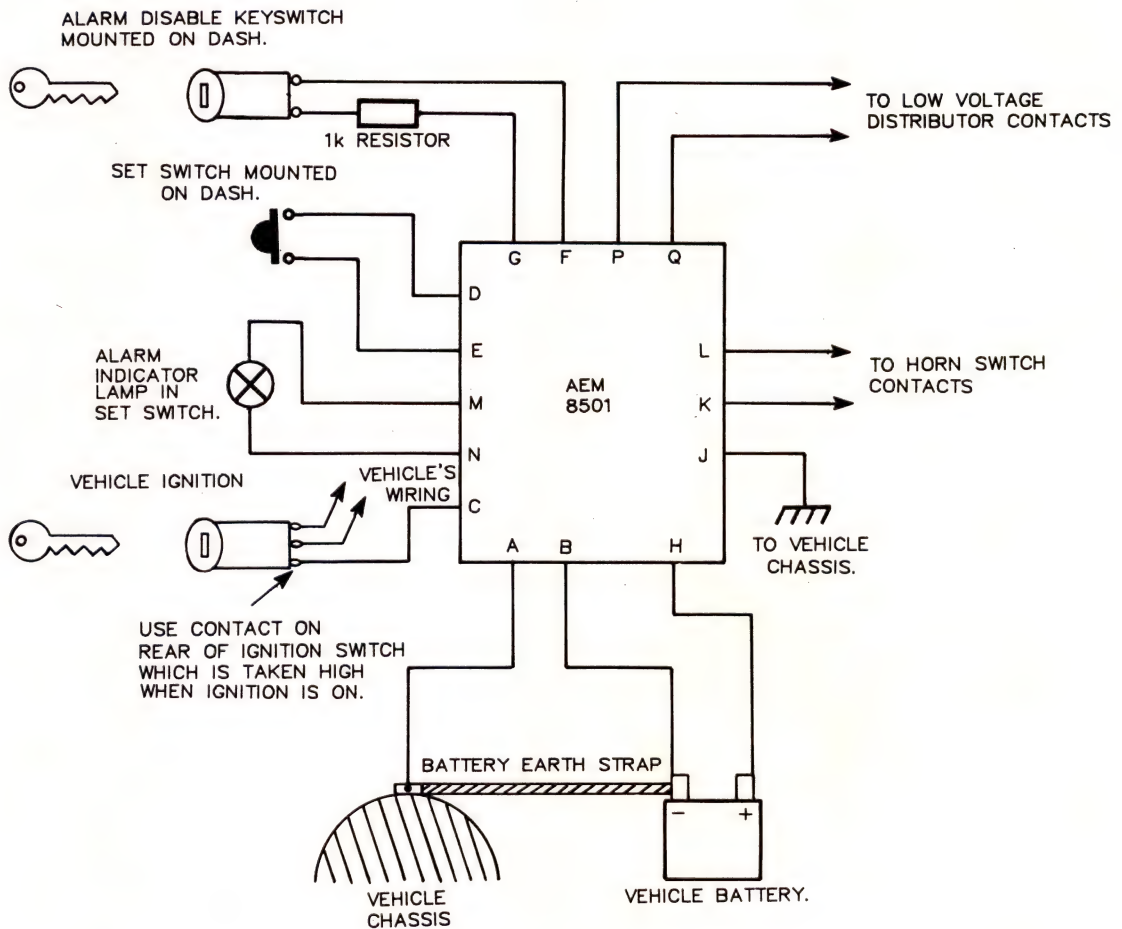 ALARM DISABLE KEYSWITCH
MOUNTED ON DASH.
1k RESISTOR
TO LOW VOLTAGE
DISTRIBUTOR CONTACTS
SET SWITCH MOUNTED
ON DASH.
G F P Q
D
E
M
N
C
L
K
J
AEM
8501
ALARM
INDICATOR
LAMP IN
SET SWITCH.
TO HORN SWITCH
CONTACTS
VEHICLE IGNITION
VEHICLE'S
WIRING
A B H
TO VEHICLE
CHASSIS.
USE CONTACT ON
REAR OF IGNITION SWITCH
WHICH IS TAKEN HIGH
WHEN IGNITION IS ON.
BATTERY EARTH STRAP
- +
VEHICLE
CHASSIS
VEHICLE BATTERY.